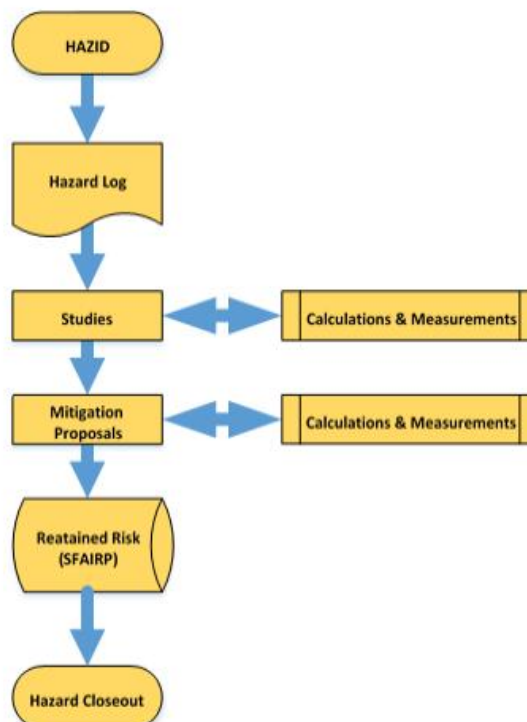 HAZID
Hazard Log
Studies
Calculations & Measurements
Mitigation
Proposals
Calculations & Measurements
Reatained Risk
(SFAIRP)
Hazard Closeout